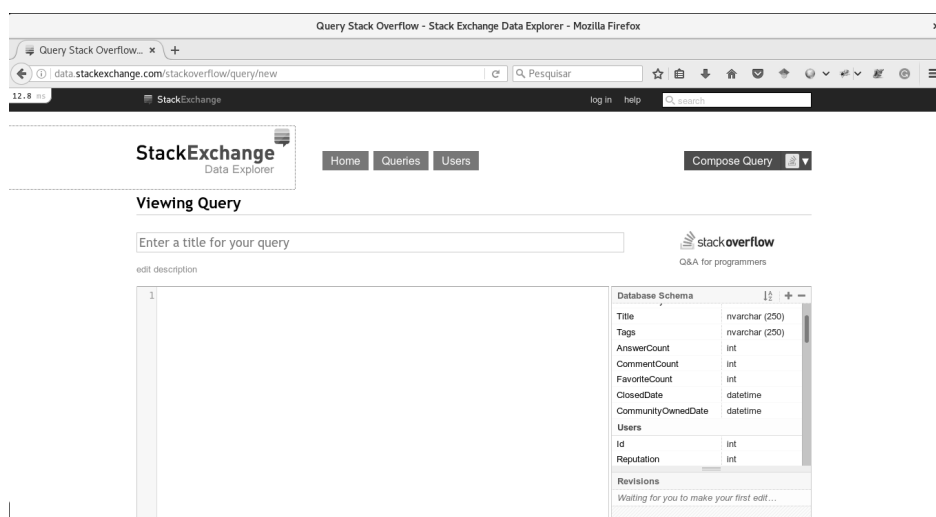 Query Stack Overflow - Stack Exchange Data Explorer - Mozilla Firefox
Query Stack Overflow... × +
data.stackexchange.com/stackoverflow/query/new
Pesquisar
12.8 ms
StackExchange
log in help search
StackExchange
Data Explorer
Home Queries Users
Compose Query
Viewing Query
Enter a title for your query
edit description
stackoverflow
Q&A for programmers
1
Database Schema
Title nvarchar (250)
Tags nvarchar (250)
AnswerCount int
CommentCount int
FavoriteCount int
ClosedDate datetime
CommunityOwnedDate datetime
Users
Id int
Reputation int
Revisions
Waiting for you to make your first edit...